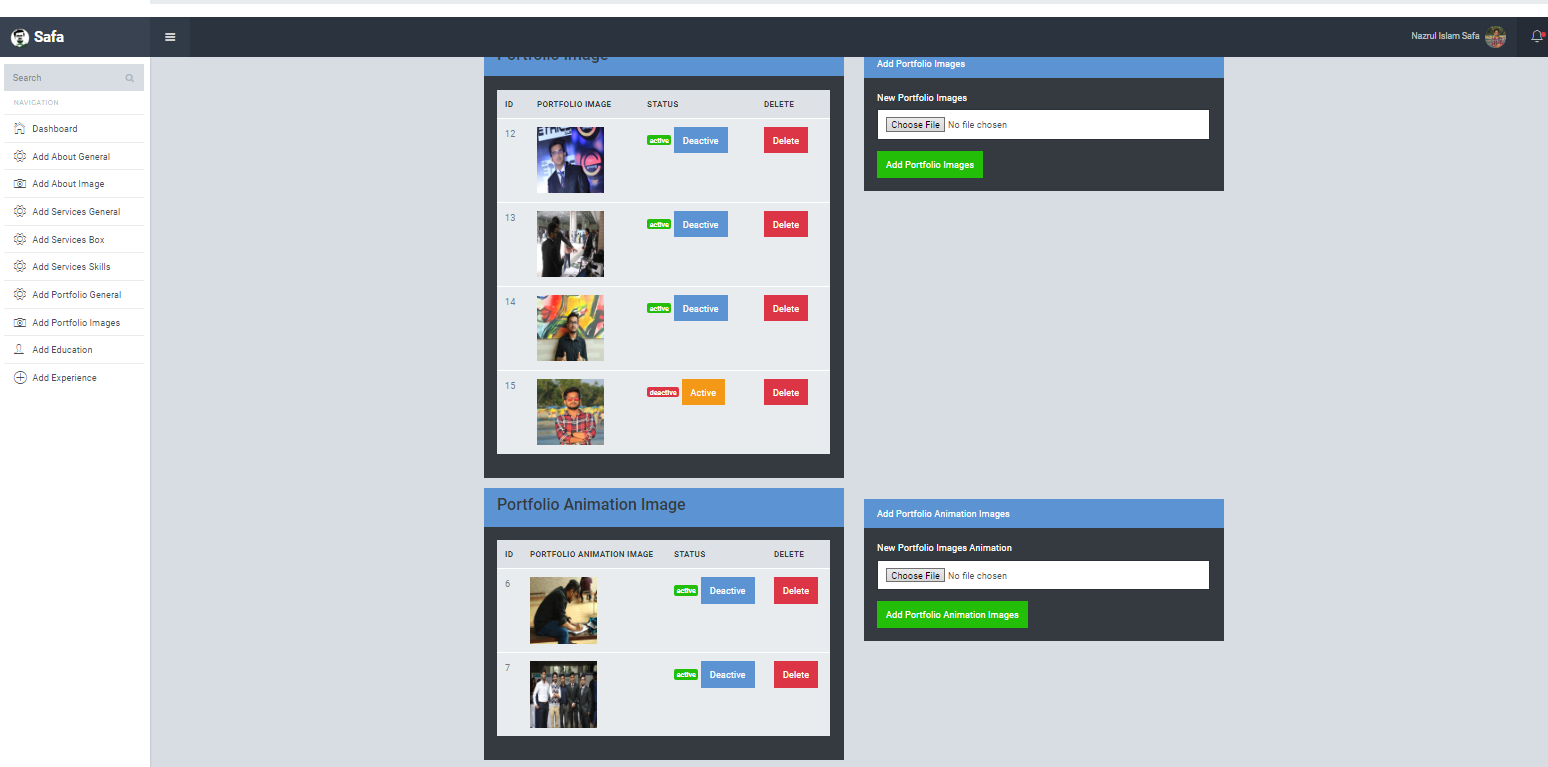 Safa
Nazrul Islam Safa
Search
NAVIGATION
Dashboard
Add About General
Add About Image
Add Services General
Add Services Box
Add Services Skills
Add Portfolio General
Add Portfolio Images
Add Education
Add Experience
Portfolio Image
ID PORTFOLIO IMAGE STATUS DELETE
12 active Deactive Delete
13 active Deactive Delete
14 active Deactive Delete
15 deactive Active Delete
Add Portfolio Images
New Portfolio Images
Choose File No file chosen
Add Portfolio Images
Portfolio Animation Image
ID PORTFOLIO ANIMATION IMAGE STATUS DELETE
6 active Deactive Delete
7 active Deactive Delete
Add Portfolio Animation Images
New Portfolio Images Animation
Choose File No file chosen
Add Portfolio Animation Images